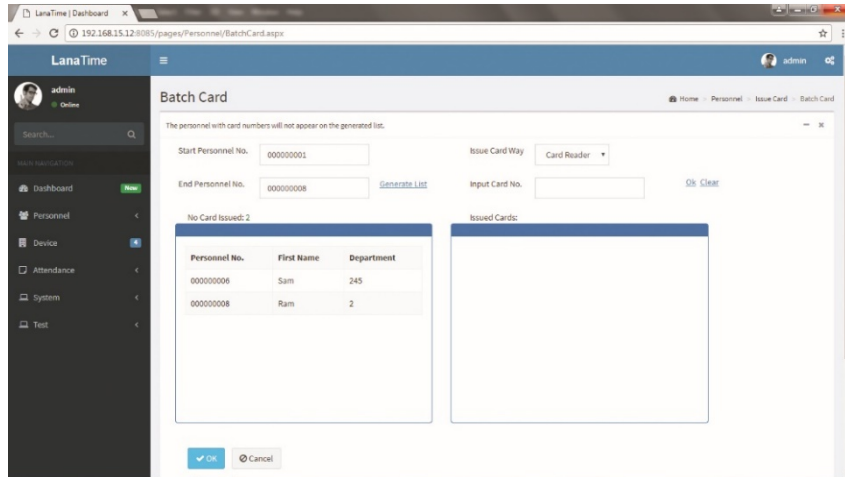 LanaTime | Dashboard
192.168.15.12:8085/pages/Personnel/BatchCard.aspx
LanaTime
admin
admin
Online
Search...
MAIN NAVIGATION
Dashboard New
Personnel
Device 4
Attendance
System
Test
Batch Card
Home > Personnel > Issue Card > Batch Card
The personnel with card numbers will not appear on the generated list.
Start Personnel No. 000000001 Issue Card Way Card Reader
End Personnel No. 000000008 Generate List Input Card No. Ok Clear
No Card Issued: 2 Issued Cards:
Personnel No. First Name Department
000000006 Sam 245
000000008 Ram 2
OK Cancel